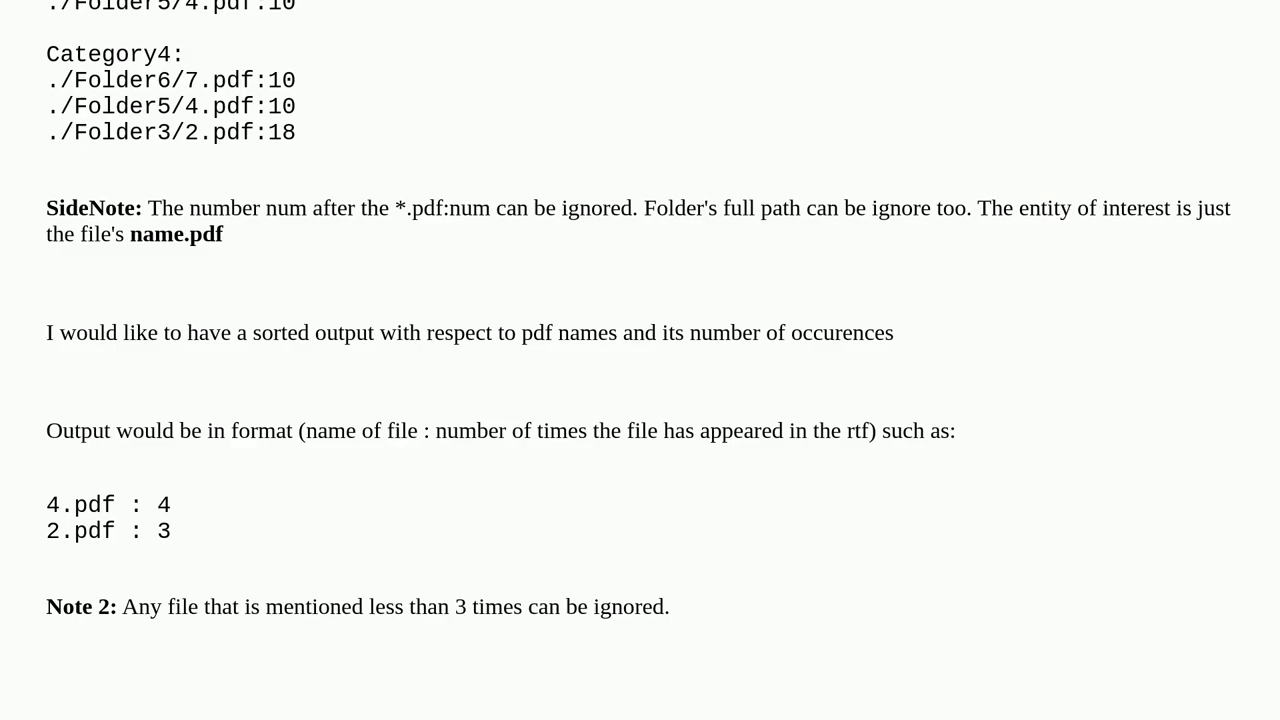 ./Folder5/4.pdf:10
Category4:
./Folder6/7.pdf:10
./Folder5/4.pdf:10
./Folder3/2.pdf:18
SideNote: The number num after the *.pdf:num can be ignored. Folder's full path can be ignore too. The entity of interest is just
the file's name.pdf
I would like to have a sorted output with respect to pdf names and its number of occurences
Output would be in format (name of file : number of times the file has appeared in the rtf) such as:
4.pdf : 4
2.pdf : 3
Note 2: Any file that is mentioned less than 3 times can be ignored.